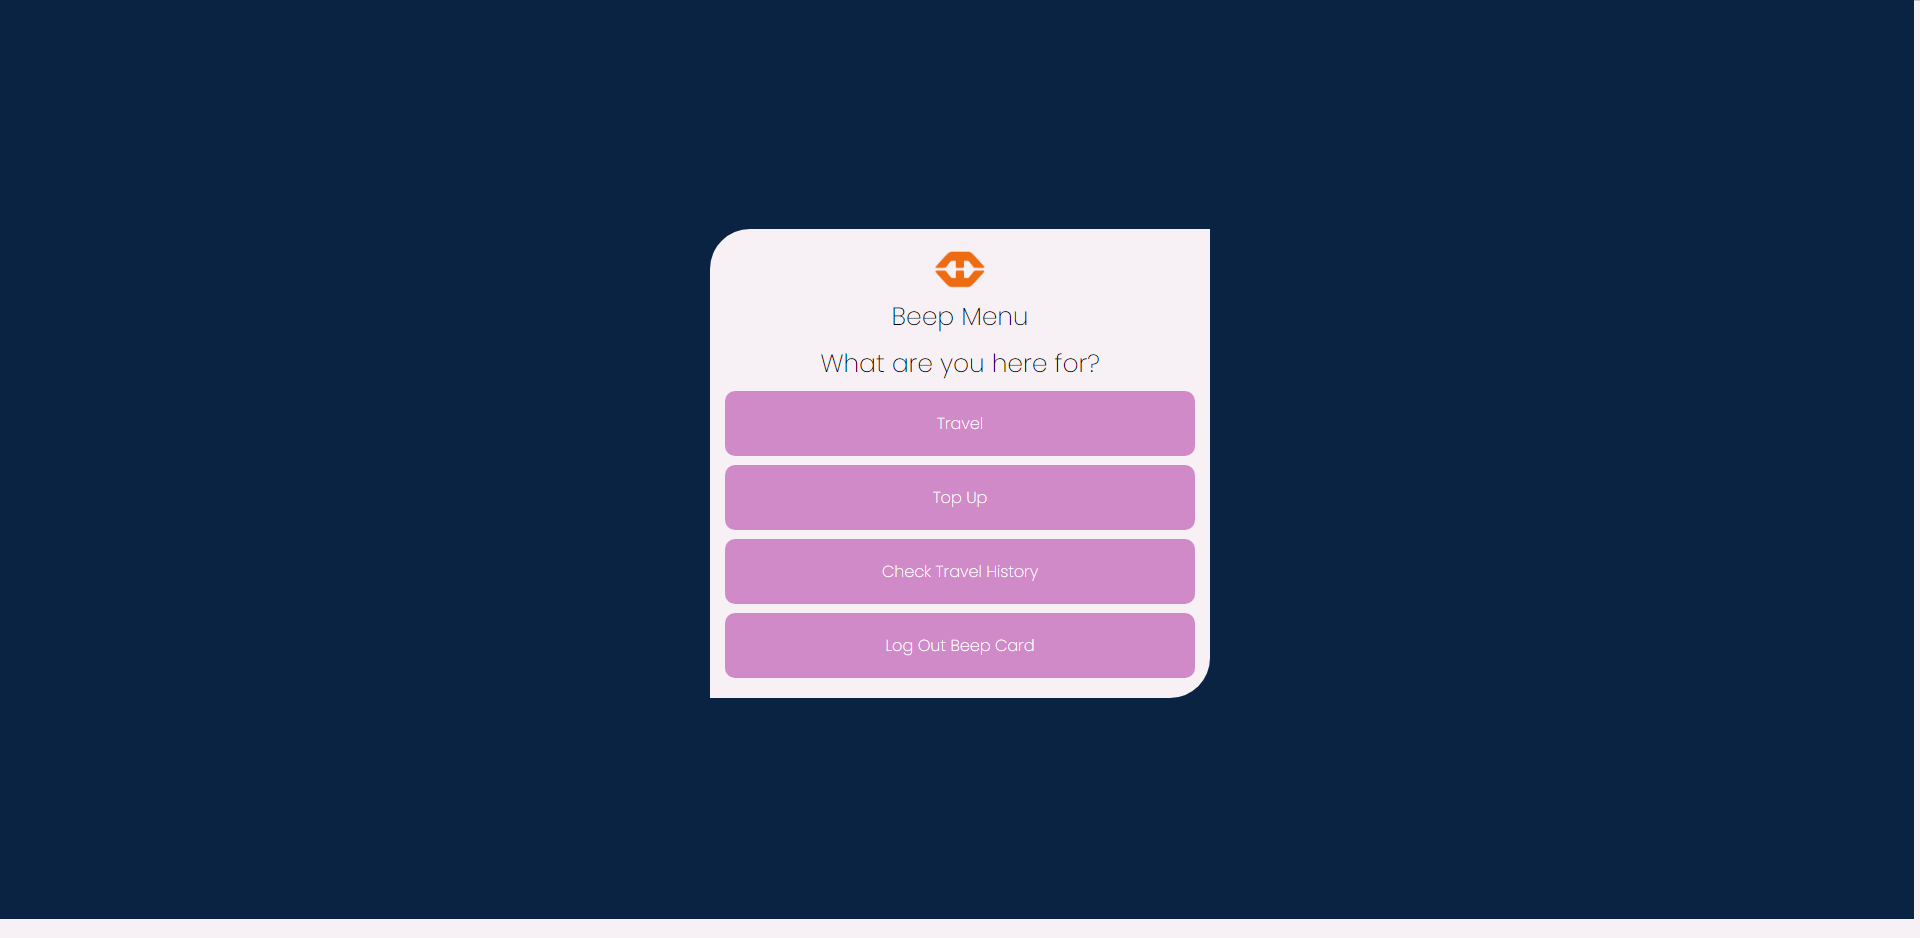 Beep Menu
What are you here for?
Travel
Top Up
Check Travel History
Log Out Beep Card